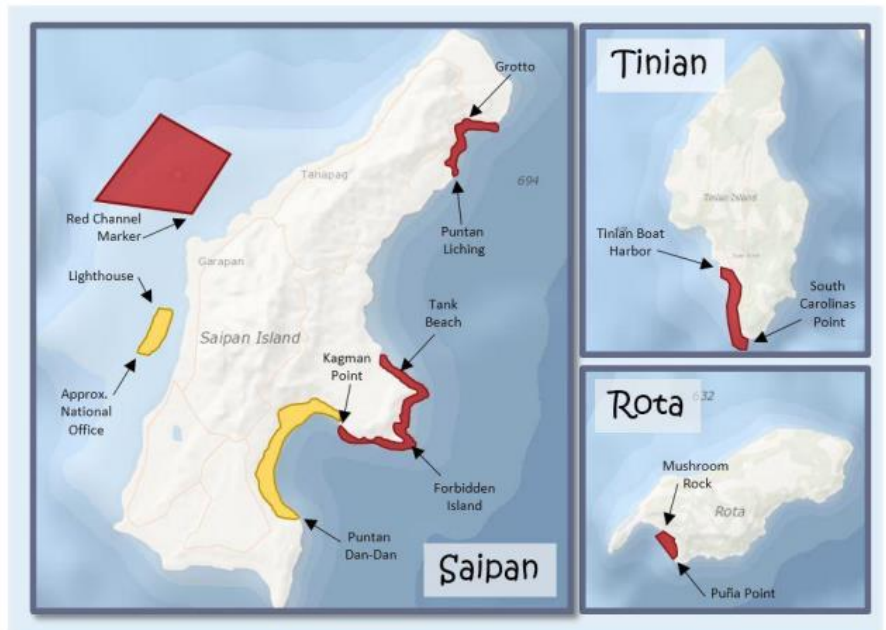 Grotto
694
Tanapag
Red Channel
Marker
Puntan
Liching
Garapan
Lighthouse
Tank
Beach
Saipan Island
Kagman
Point
Approx.
National
Office
Forbidden
Island
Puntan
Dan-Dan
Saipan
Tinian
Tinian Island
Tinian Boat
Harbor
South
Carolinas
Point
Rota
632
Mushroom
Rock
Rota
Puña Point